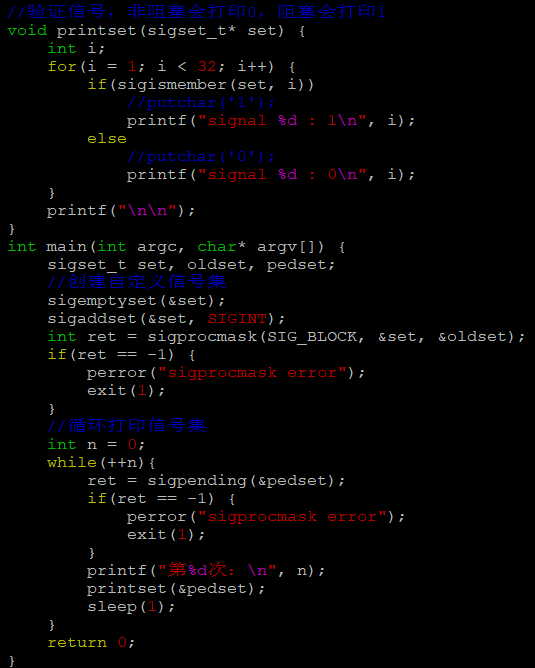 //验证信号，非阻塞会打印0，阻塞会打印1
void printset(sigset_t* set) {
    int i;
    for(i = 1; i < 32; i++) {
        if(sigismember(set, i))
            //putchar('1');
            printf("signal %d : 1\n", i);
        else
            //putchar('0');
            printf("signal %d : 0\n", i);
    }
    printf("\n\n");
}
int main(int argc, char* argv[]) {
    sigset_t set, oldset, pedset;
    //创建自定义信号集
    sigemptyset(&set);
    sigaddset(&set, SIGINT);
    int ret = sigprocmask(SIG_BLOCK, &set, &oldset);
    if(ret == -1) {
        perror("sigprocmask error");
        exit(1);
    }
    //循环打印信号集
    int n = 0;
    while(++n){
        ret = sigpending(&pedset);
        if(ret == -1) {
            perror("sigprocmask error");
            exit(1);
        }
        printf("第%d次：\n", n);
        printset(&pedset);
        sleep(1);
    }
    return 0;
}